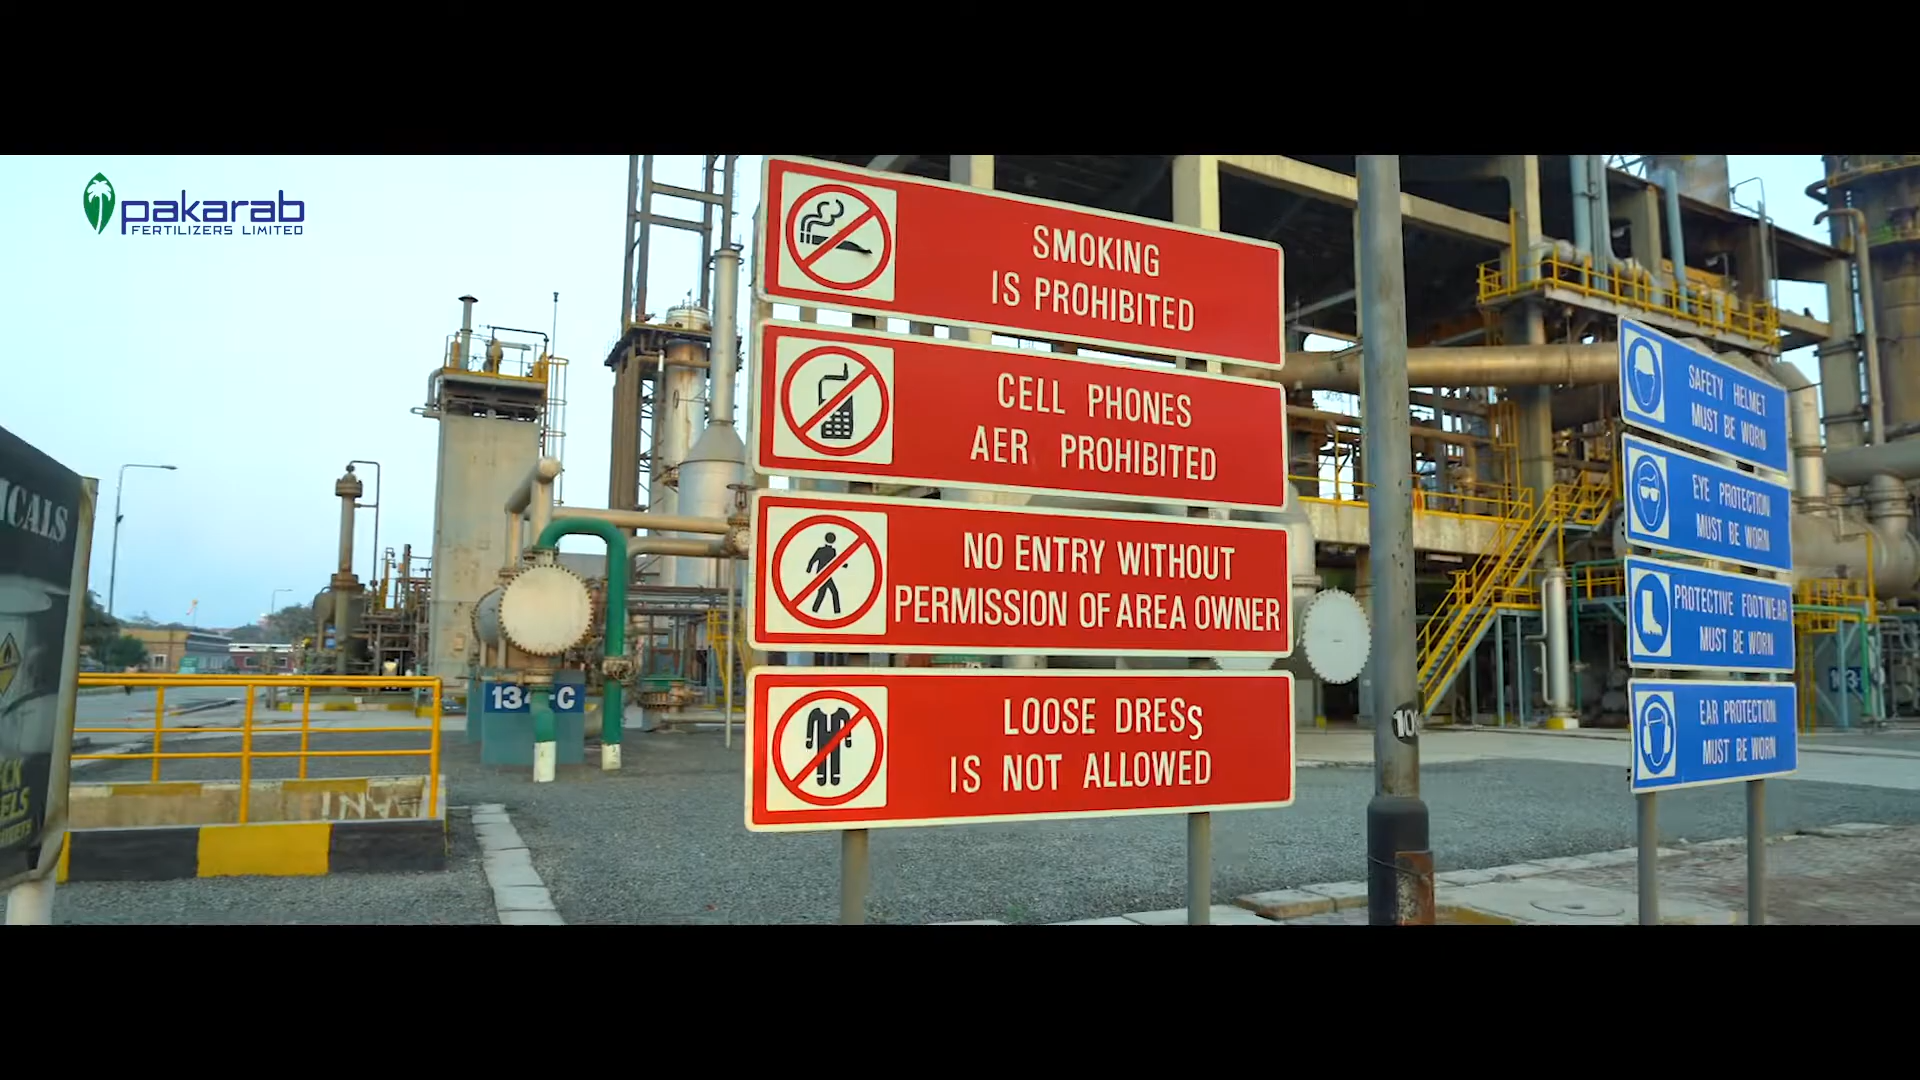 pakarab
FERTILIZERS LIMITED
SMOKING
IS PROHIBITED
CELL PHONES
AER PROHIBITED
NO ENTRY WITHOUT
PERMISSION OF AREA OWNER
LOOSE DRESS
IS NOT ALLOWED
SAFETY HELMET
MUST BE WORN
EYE PROTECTION
MUST BE WORN
PROTECTIVE FOOTWEAR
MUST BE WORN
EAR PROTECTION
MUST BE WORN
134-C
ICALS